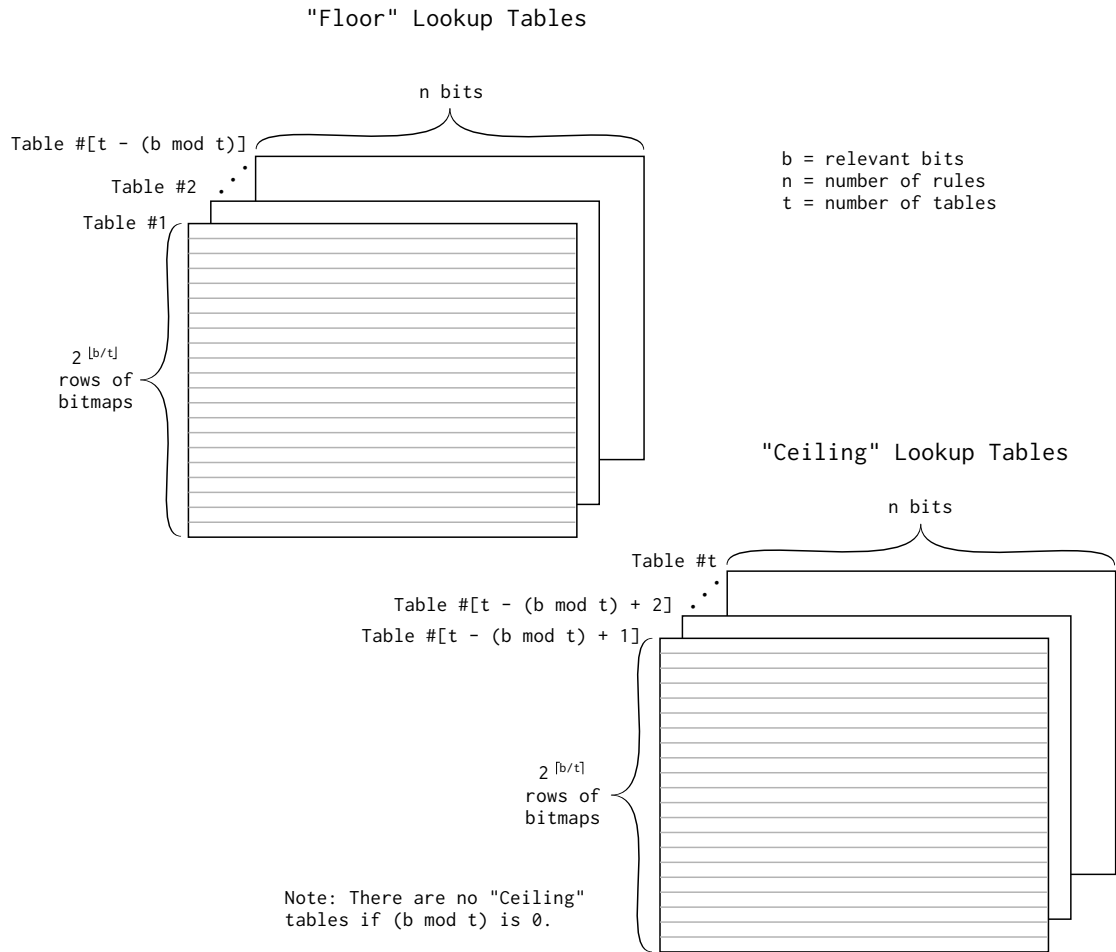 "Floor" Lookup Tables
n bits
Table #[t - (b mod t)]
Table #2
Table #1
b = relevant bits
n = number of rules
t = number of tables
2 ⌊b/t⌋
rows of
bitmaps
"Ceiling" Lookup Tables
n bits
Table #t
Table #[t - (b mod t) + 2]
Table #[t - (b mod t) + 1]
2 ⌈b/t⌉
rows of
bitmaps
Note: There are no "Ceiling"
tables if (b mod t) is 0.